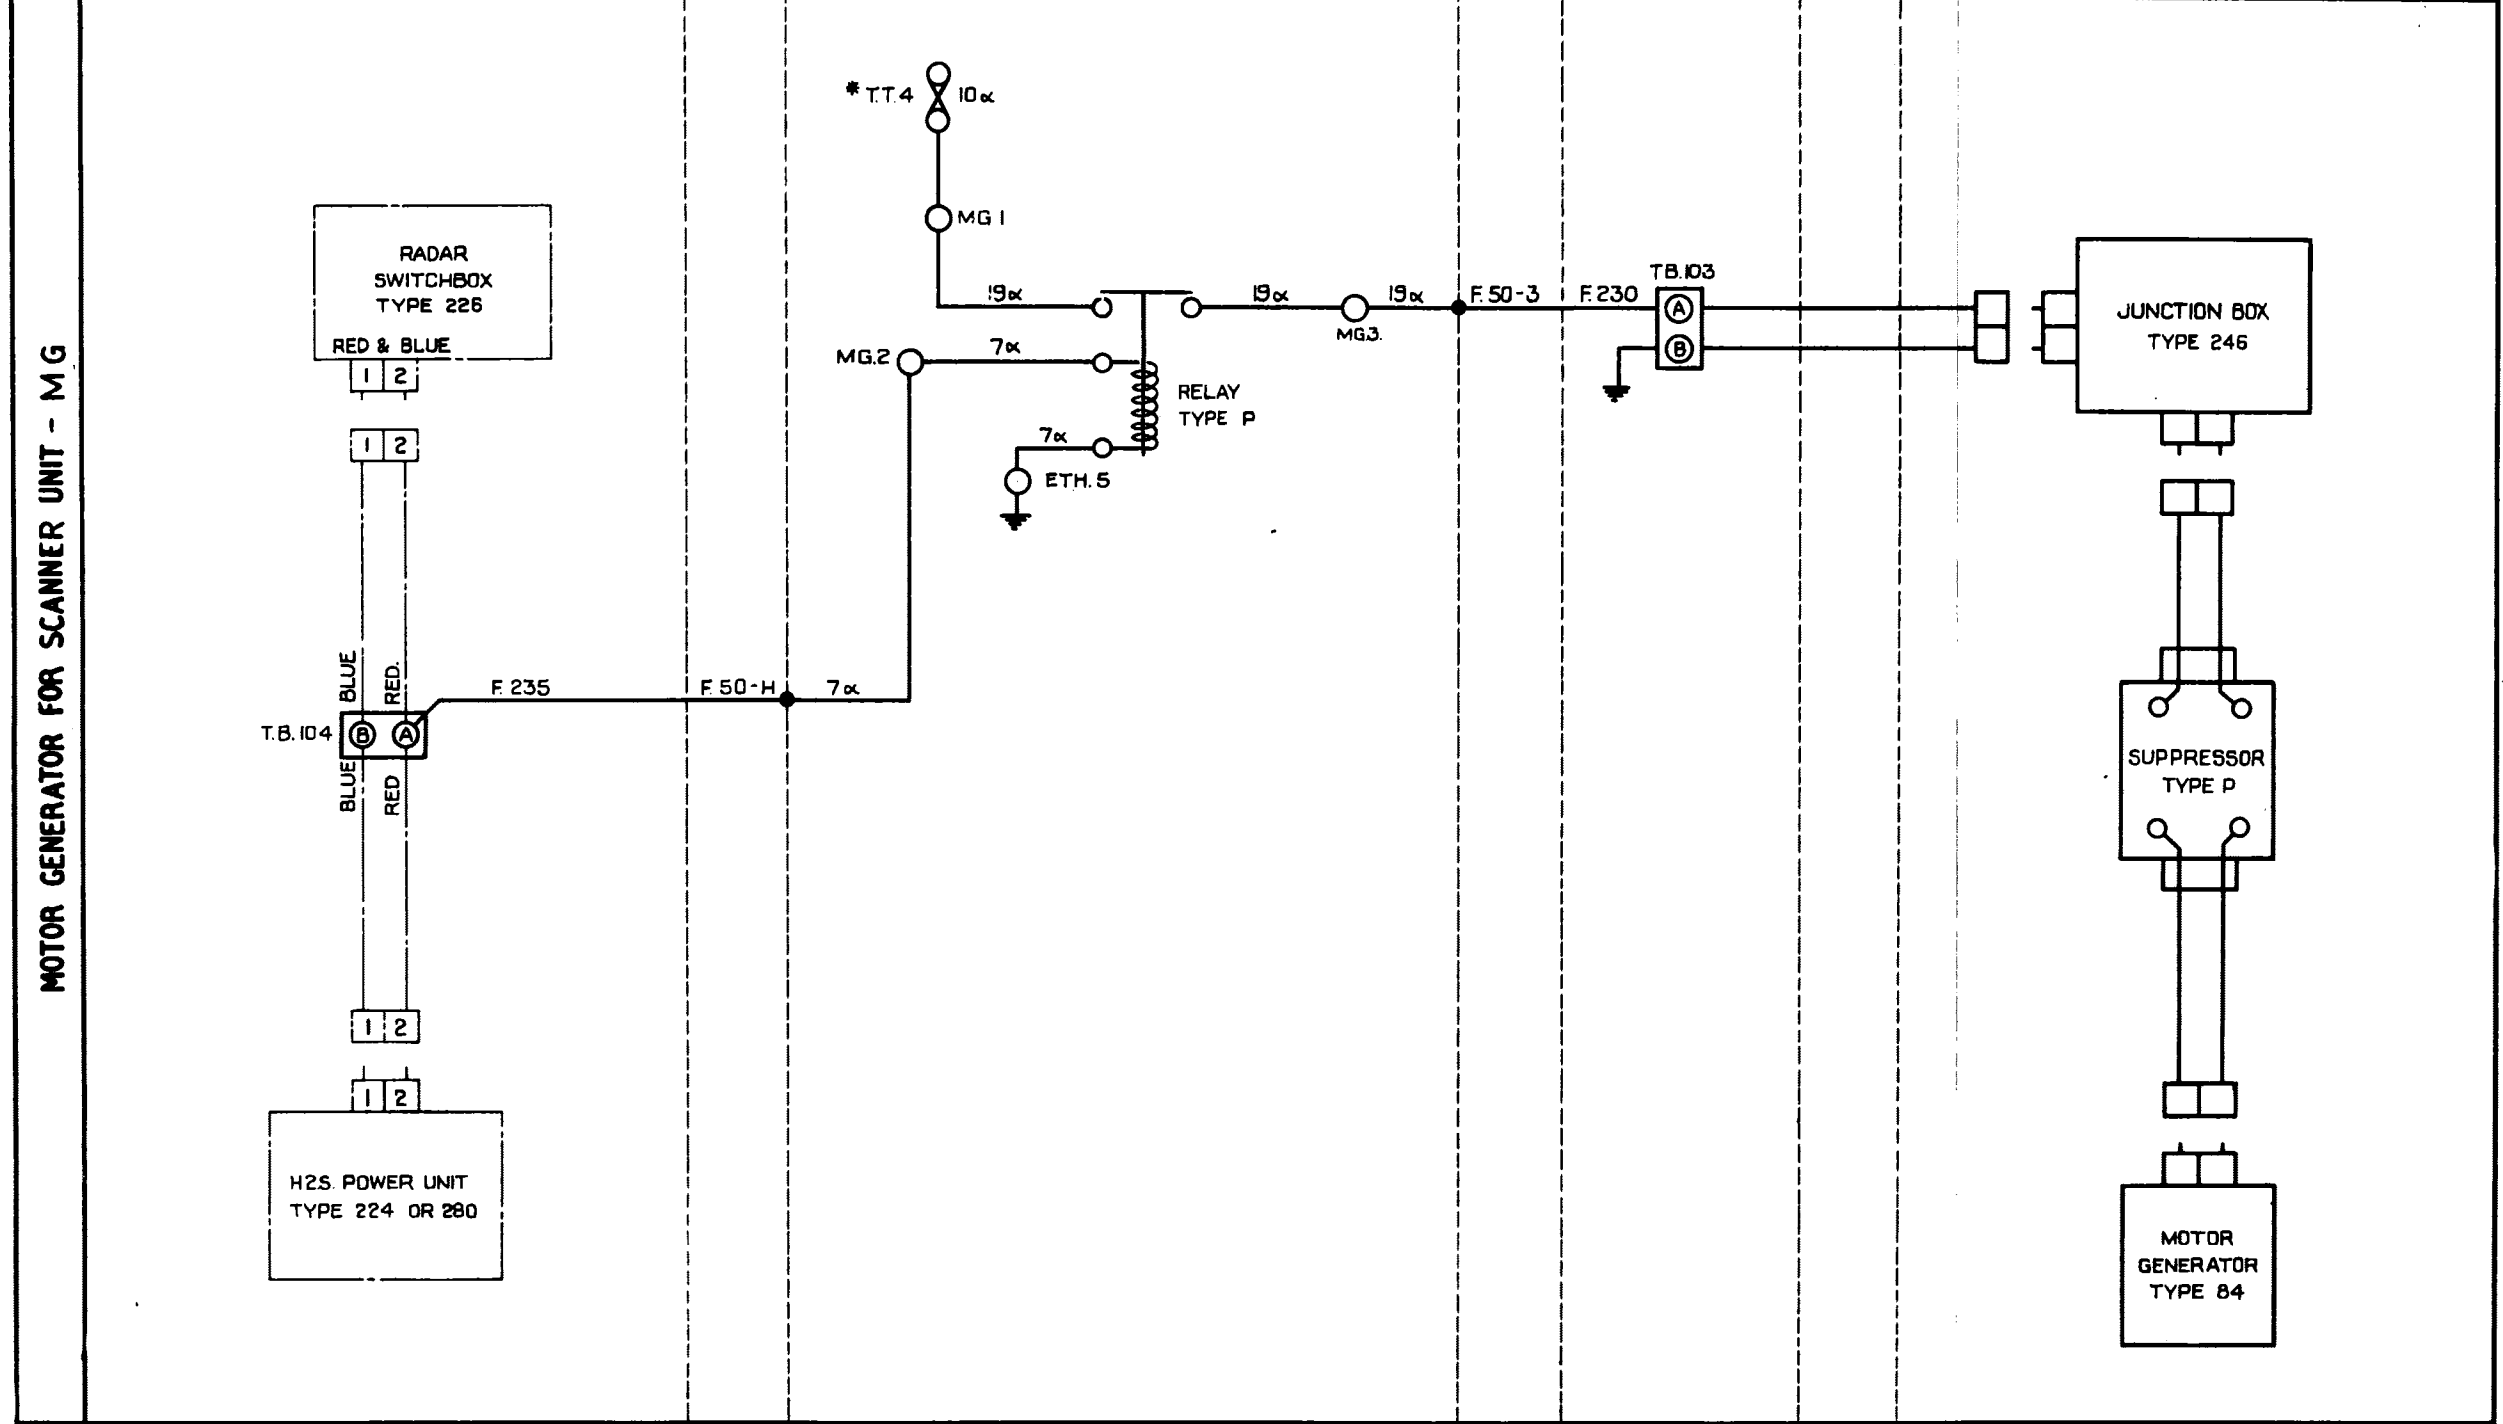 MOTOR GENERATOR FOR SCANNER UNIT - MG
RADAR
SWITCHBOX
TYPE 226
RED & BLUE
1 2
1 2
BLUE
RED.
T.B.104
B A
BLUE
RED
1 2
1 2
H2S. POWER UNIT
TYPE 224 OR 280
F. 235
F. 50-H
7α
* T.T.4
10α
MG 1
19α
19α
MG3.
19α
MG.2
7α
RELAY
TYPE P
7α
ETH. 5
F. 50-3
F. 230
TB.103
A
B
JUNCTION BOX
TYPE 246
SUPPRESSOR
TYPE P
MOTOR
GENERATOR
TYPE 84